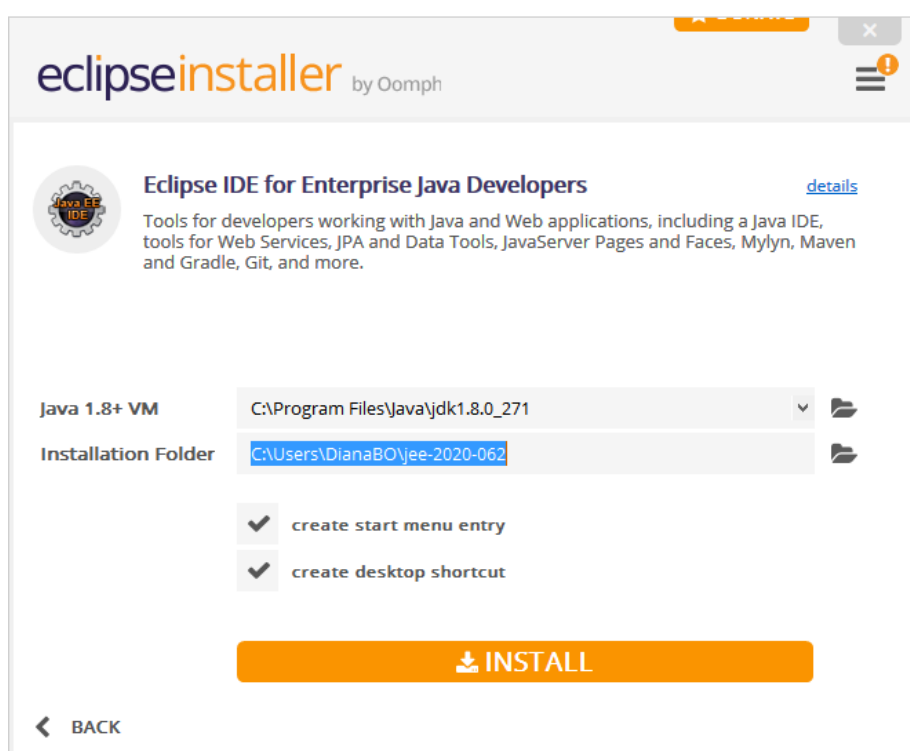 DONATE
eclipseinstaller by Oomph
Java EE
IDE
Eclipse IDE for Enterprise Java Developers
details
Tools for developers working with Java and Web applications, including a Java IDE,
tools for Web Services, JPA and Data Tools, JavaServer Pages and Faces, Mylyn, Maven
and Gradle, Git, and more.
Java 1.8+ VM
C:\Program Files\Java\jdk1.8.0_271
Installation Folder
C:\Users\DianaBO\jee-2020-062
create start menu entry
create desktop shortcut
INSTALL
BACK